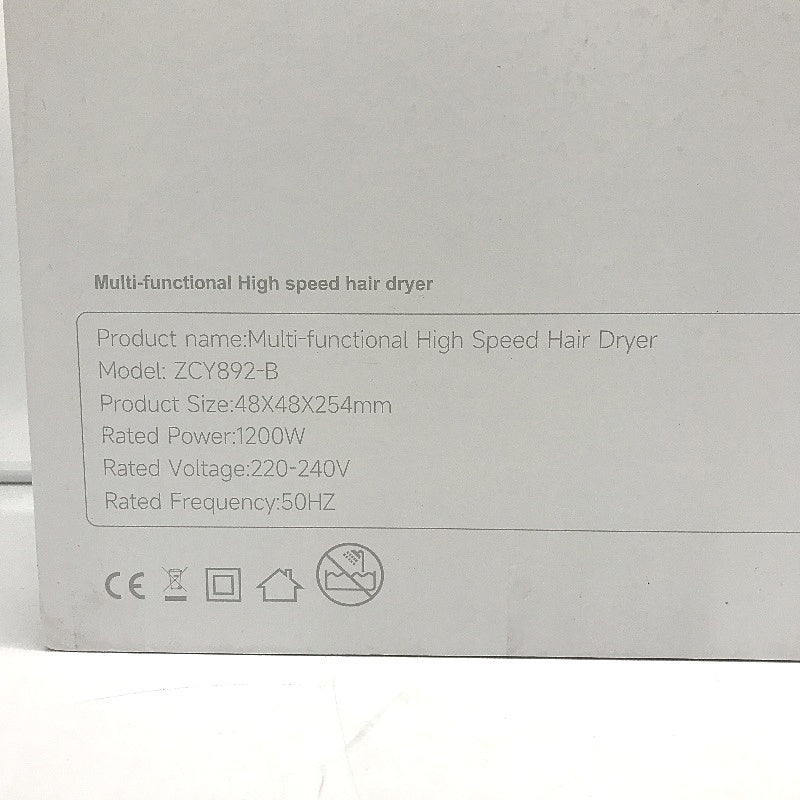 Multi-functional High speed hair dryer
Product name:Multi-functional High Speed Hair Dryer
Model: ZCY892-B
Product Size:48X48X254mm
Rated Power:1200W
Rated Voltage:220-240V
Rated Frequency:50HZ
CE